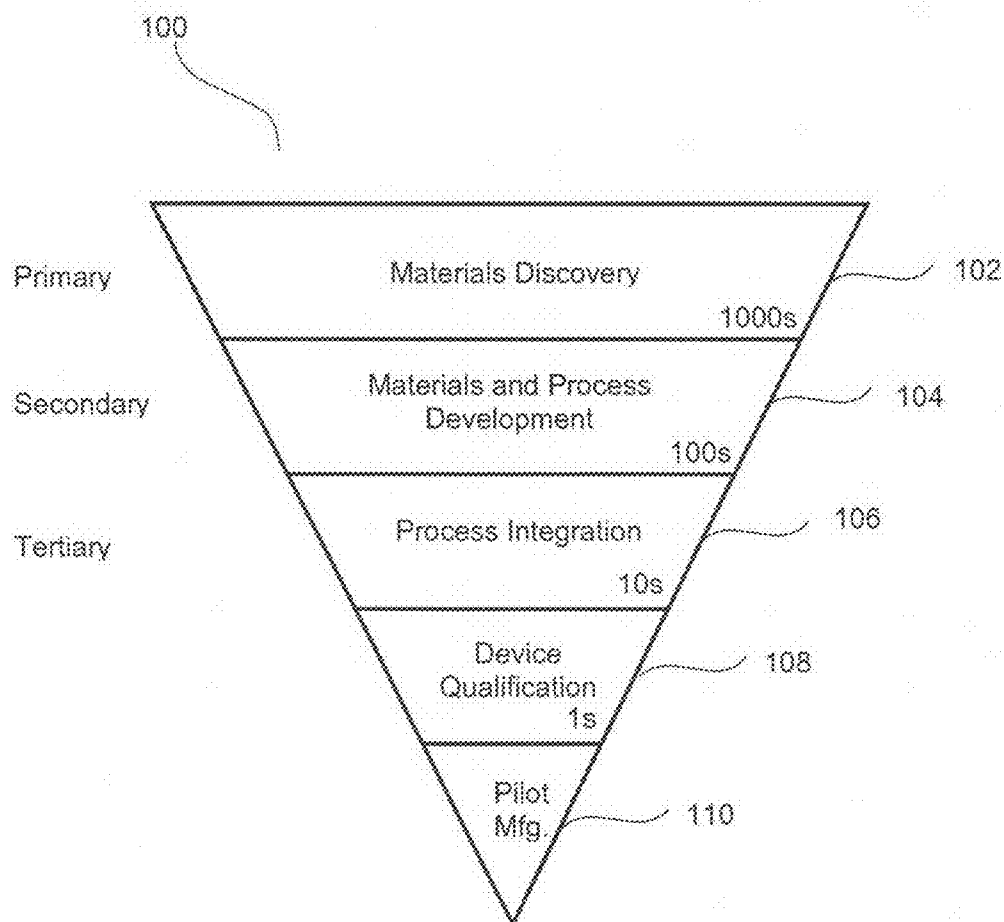 100
Primary
Materials Discovery
102
1000s
Secondary
Materials and Process
Development
104
100s
Tertiary
Process Integration
106
10s
Device
Qualification
108
1s
Pilot
Mfg.
110